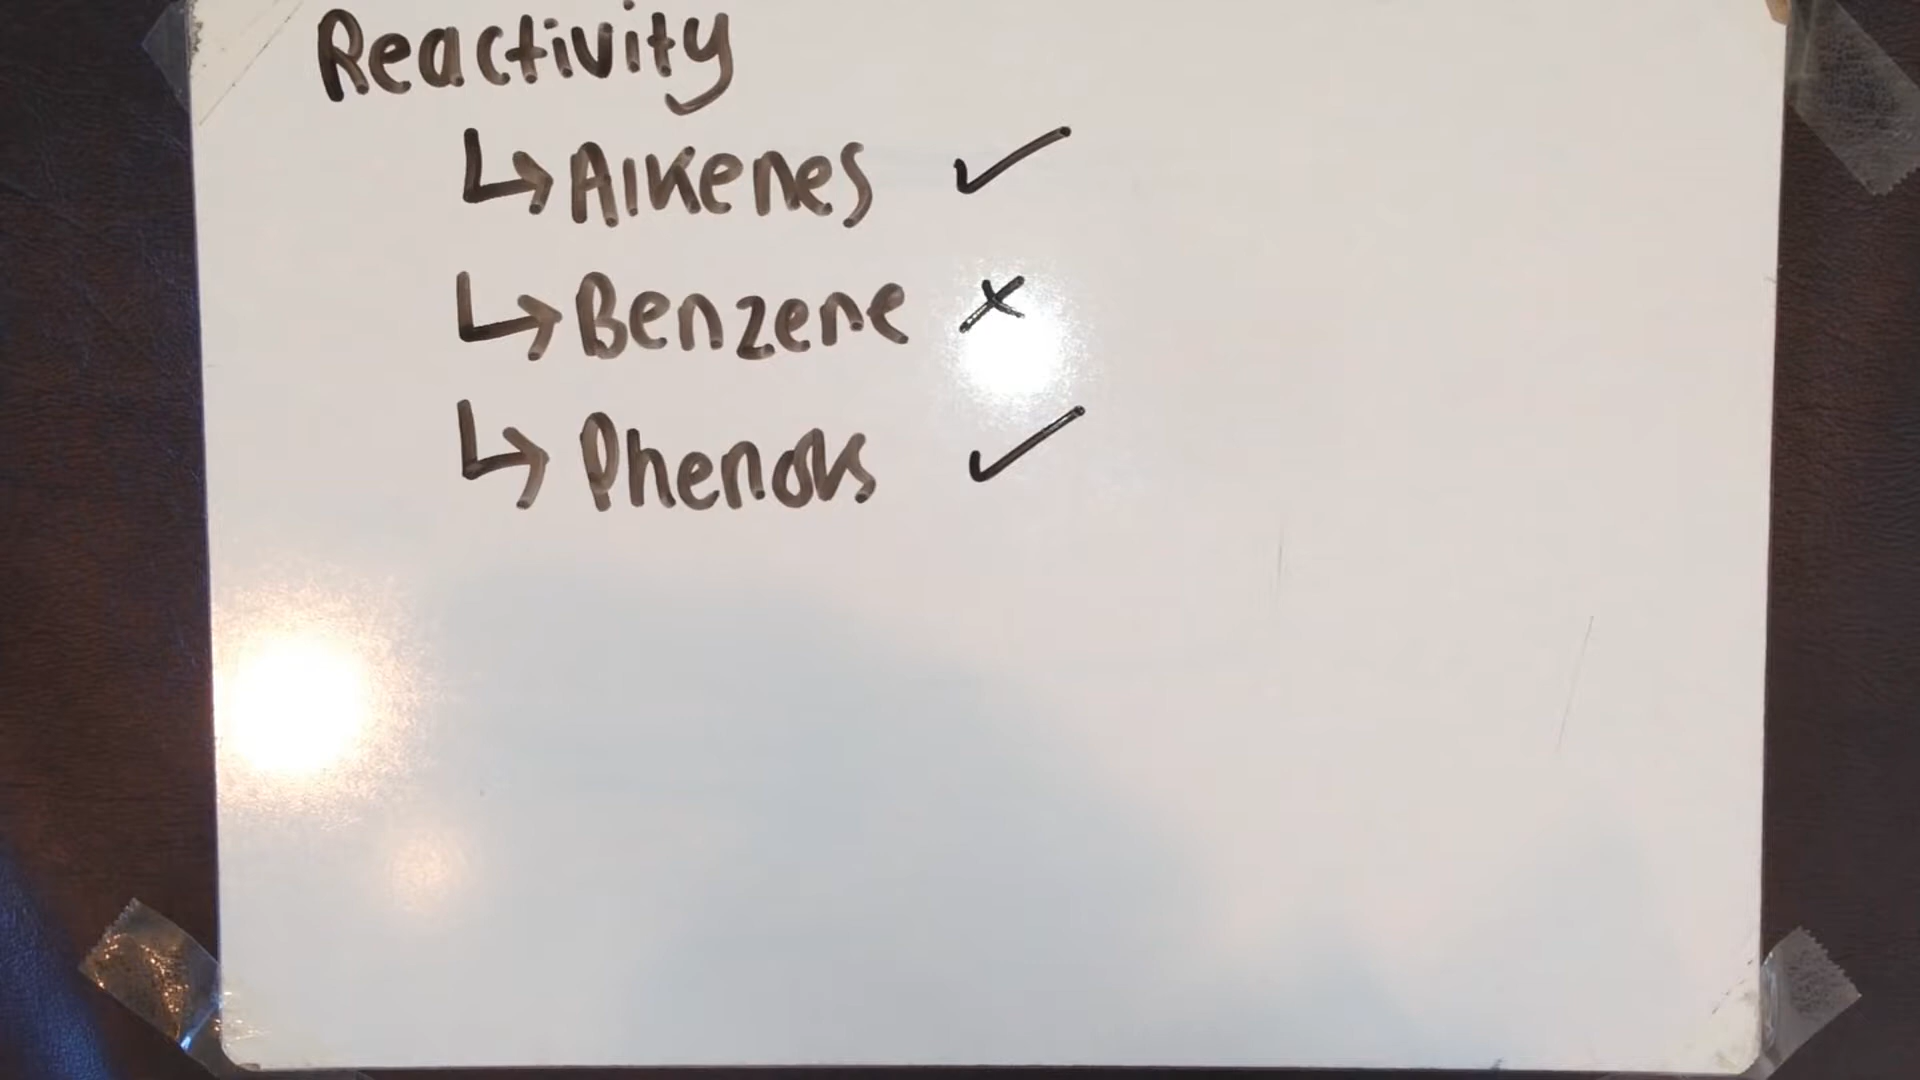 Reactivity
↳ Alkenes ✓
↳ Benzene ✗
↳ Phenols ✓